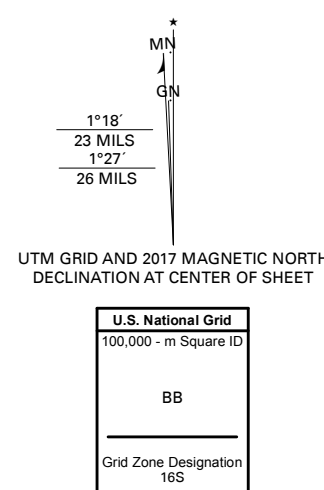 ★
MN
GN
1°18´
23 MILS
1°27´
26 MILS
UTM GRID AND 2017 MAGNETIC NORTH
DECLINATION AT CENTER OF SHEET
U.S. National Grid
100,000 - m Square ID
BB
Grid Zone Designation
16S